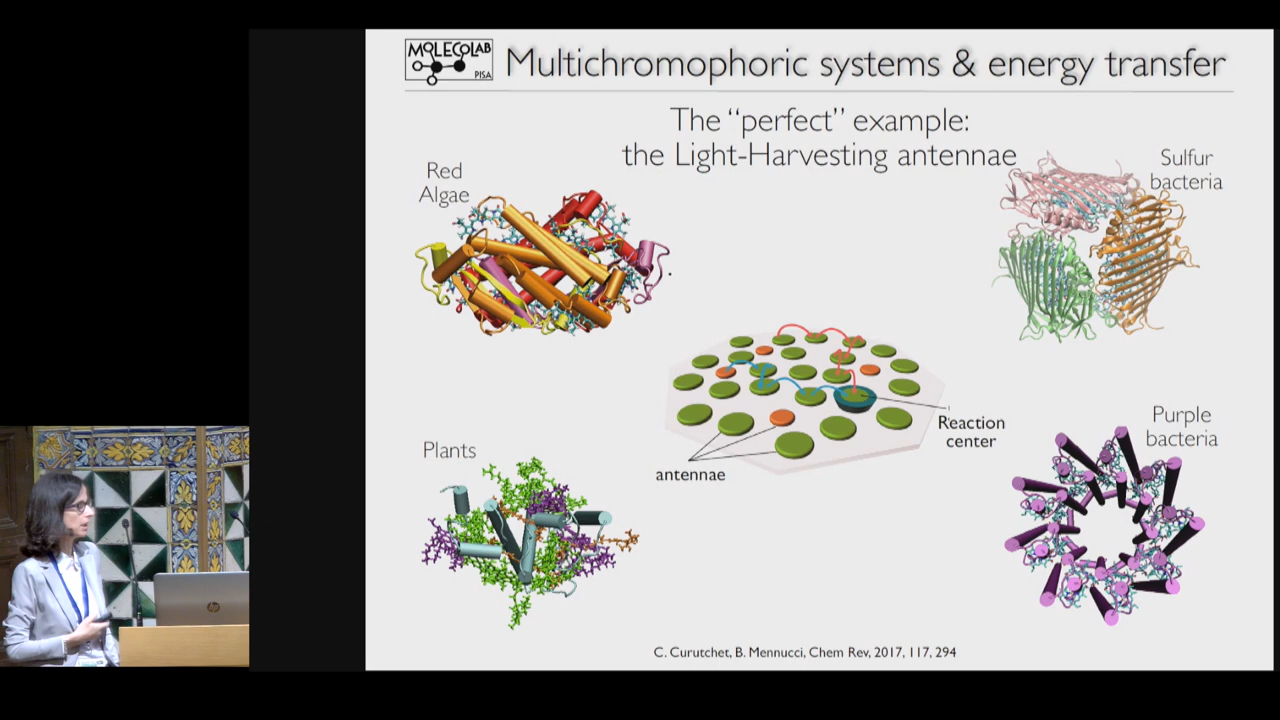 MOLECOLAB
PISA
Multichromophoric systems & energy transfer
The “perfect” example:
the Light-Harvesting antennae
Red
Algae
Sulfur
bacteria
Reaction
center
antennae
Plants
Purple
bacteria
C. Curutchet, B. Mennucci, Chem Rev, 2017, 117, 294
hp